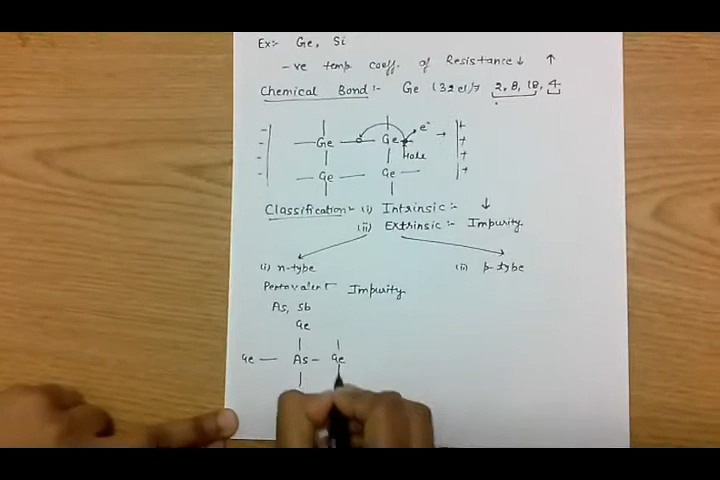 Ex:- Ge, Si
-ve temp coeff. of Resistance ↓ ↑
Chemical Bond :- Ge (32 el) → 2, 8, 18, 4
- Ge Ge e⁻ → +
Hole
Ge Ge
Classification:- (i) Intrinsic :- ↓
(ii) Extrinsic :- Impurity
(i) n-type (ii) p-type
Pentavalent Impurity
As, Sb
Ge
Ge — As — Ge